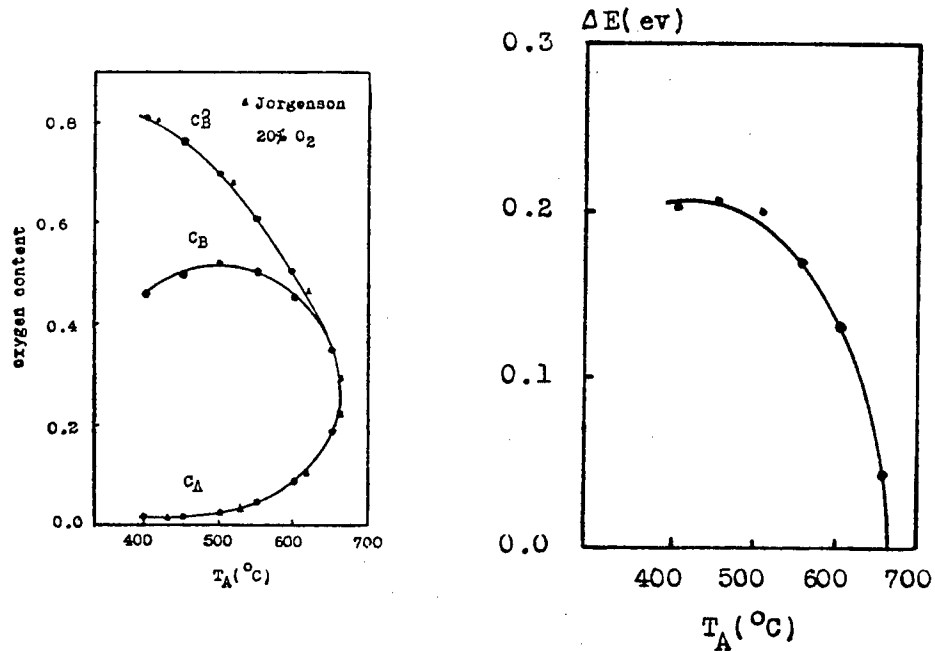 ▲ Jorgenson
20% O₂
C_B^O
C_B
C_A
0.8
0.6
0.4
0.2
0.0
oxygen content
400 500 600 700
T_A(°C)
ΔE(ev)
0.3
0.2
0.1
0.0
400 500 600 700
T_A(°C)